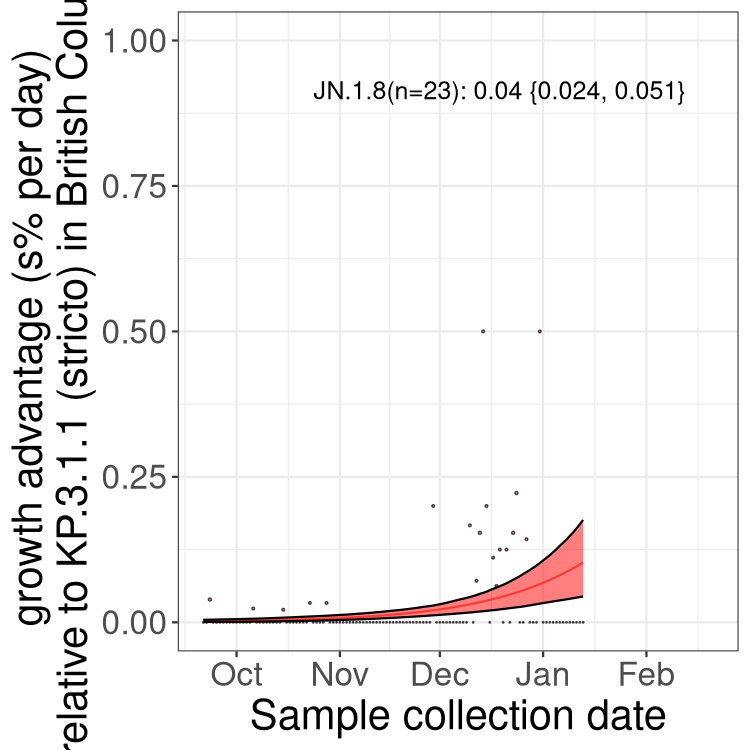 growth advantage (s% per day)
relative to KP.3.1.1 (stricto) in British Colu
1.00
0.75
0.50
0.25
0.00
JN.1.8(n=23): 0.04 {0.024, 0.051}
Oct Nov Dec Jan Feb
Sample collection date